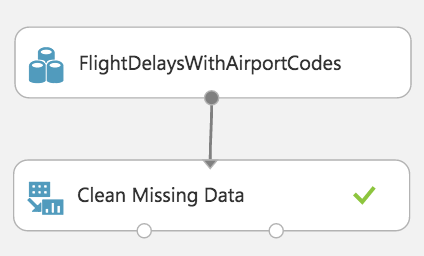 FlightDelaysWithAirportCodes
Clean Missing Data